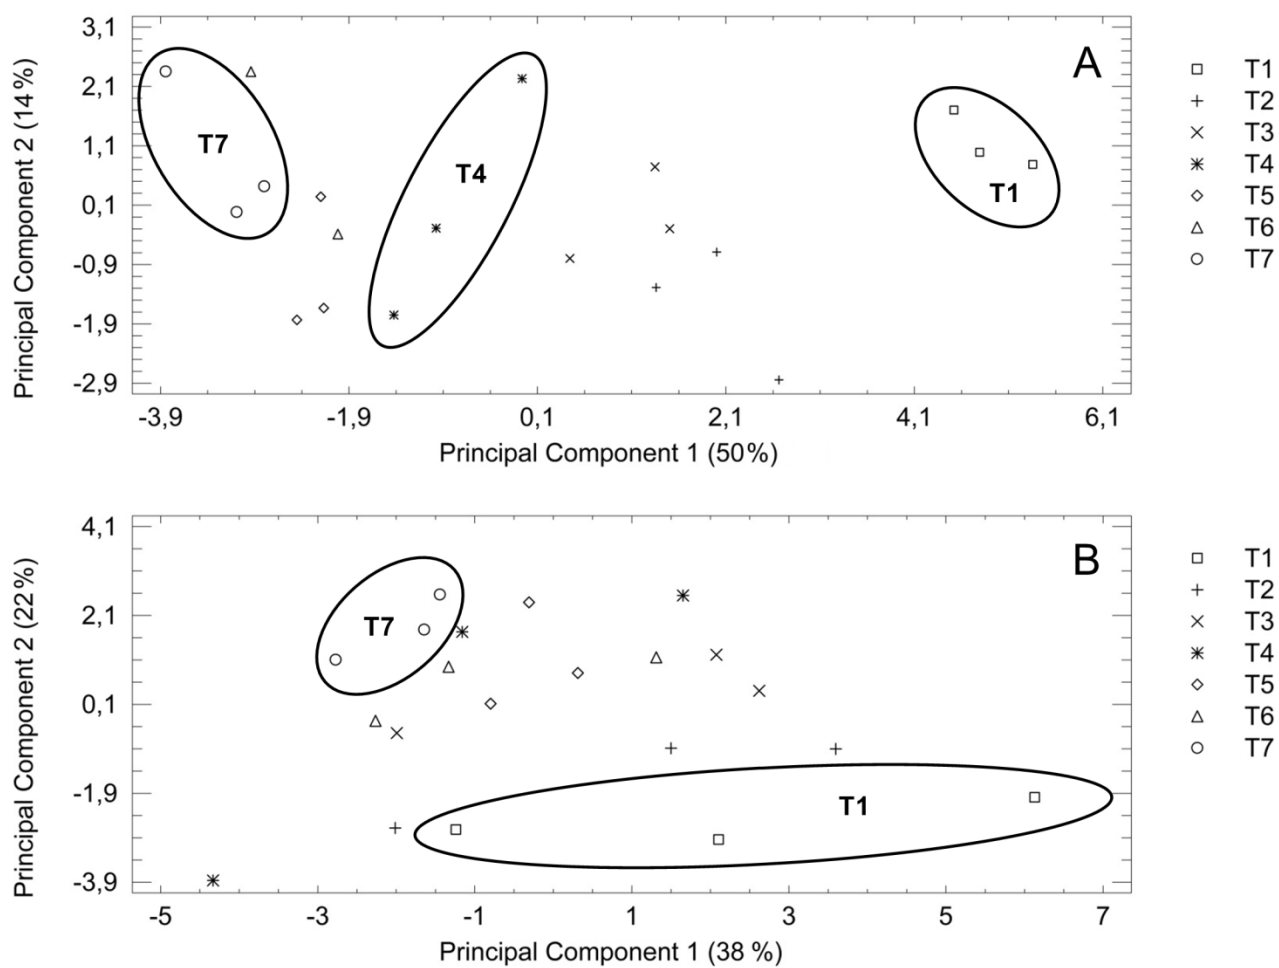 A
3,1
2,1
1,1
0,1
-0,9
-1,9
-2,9
Principal Component 2 (14 %)
T7
T4
T1
-3,9 -1,9 0,1 2,1 4,1 6,1
Principal Component 1 (50%)
T1
T2
T3
T4
T5
T6
T7
B
4,1
2,1
0,1
-1,9
-3,9
Principal Component 2 (22 %)
T7
T1
-5 -3 -1 1 3 5 7
Principal Component 1 (38 %)
T1
T2
T3
T4
T5
T6
T7